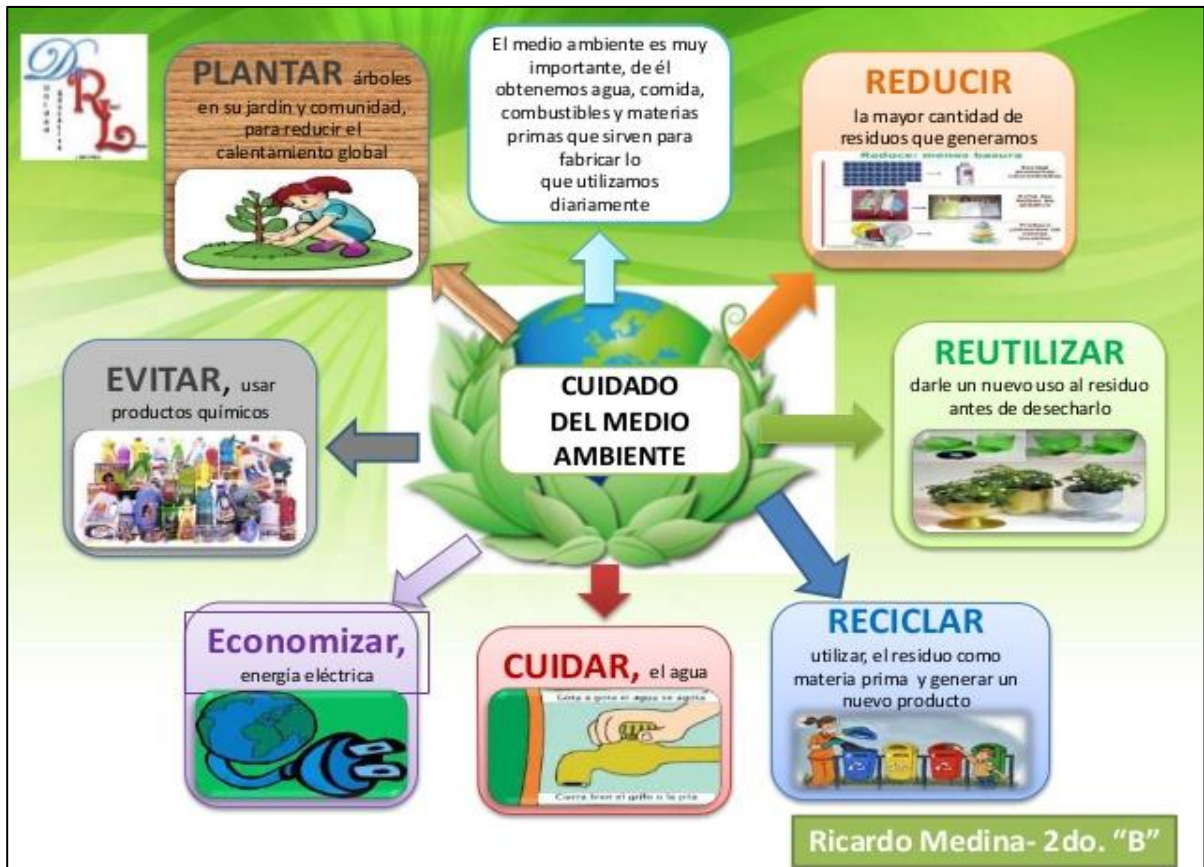 D
R
L
PLANTAR árboles
en su jardín y comunidad,
para reducir el
calentamiento global
El medio ambiente es muy
importante, de él
obtenemos agua, comida,
combustibles y materias
primas que sirven para
fabricar lo
que utilizamos
diariamente
REDUCIR
la mayor cantidad de
residuos que generamos
Reduce: menos basura
EVITAR, usar
productos químicos
CUIDADO
DEL MEDIO
AMBIENTE
REUTILIZAR
darle un nuevo uso al residuo
antes de desecharlo
Economizar,
energía eléctrica
CUIDAR, el agua
Gota a gota el agua se agota
Cierra bien el grifo o la pila
RECICLAR
utilizar, el residuo como
materia prima y generar un
nuevo producto
Ricardo Medina- 2do. “B”